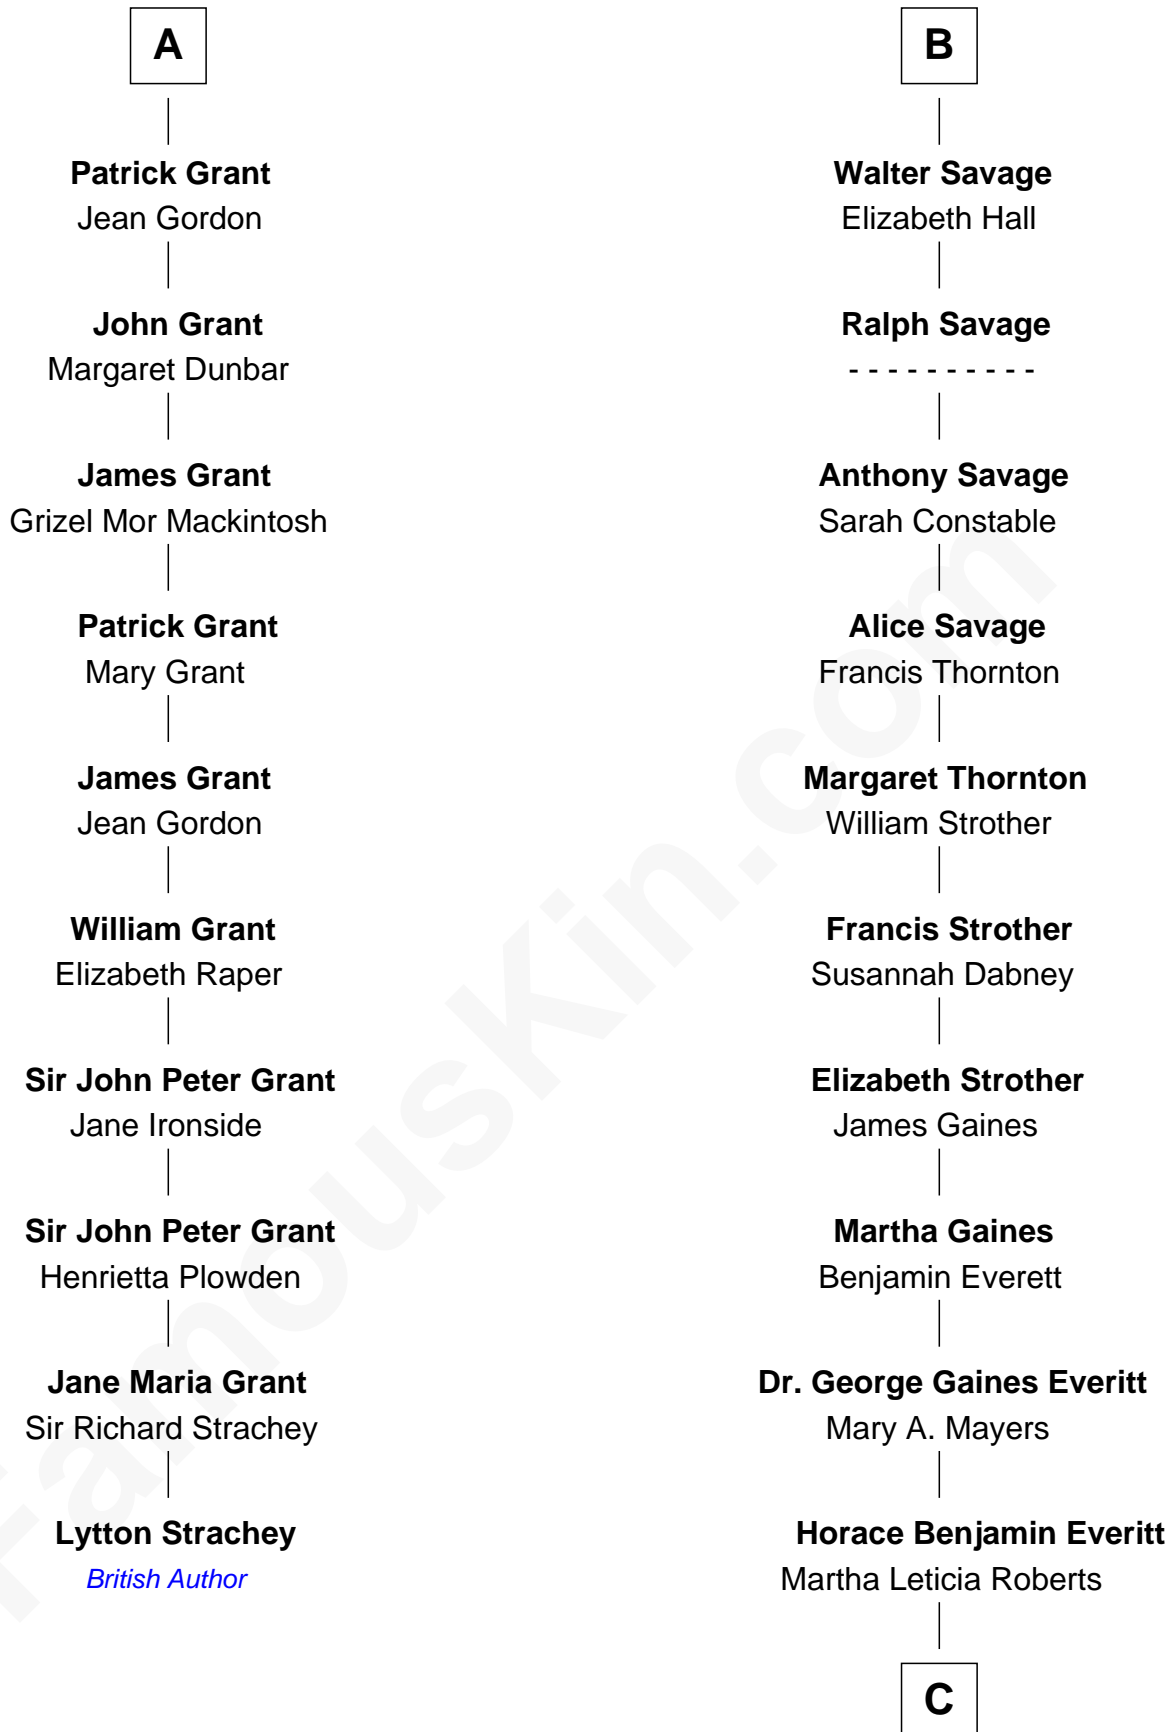 A
Patrick Grant
Jean Gordon
John Grant
Margaret Dunbar
James Grant
Grizel Mor Mackintosh
Patrick Grant
Mary Grant
James Grant
Jean Gordon
William Grant
Elizabeth Raper
Sir John Peter Grant
Jane Ironside
Sir John Peter Grant
Henrietta Plowden
Jane Maria Grant
Sir Richard Strachey
Lytton Strachey
British Author
B
Walter Savage
Elizabeth Hall
Ralph Savage
- - - - - - - - - -
Anthony Savage
Sarah Constable
Alice Savage
Francis Thornton
Margaret Thornton
William Strother
Francis Strother
Susannah Dabney
Elizabeth Strother
James Gaines
Martha Gaines
Benjamin Everett
Dr. George Gaines Everitt
Mary A. Mayers
Horace Benjamin Everitt
Martha Leticia Roberts
C
FamousKin.com